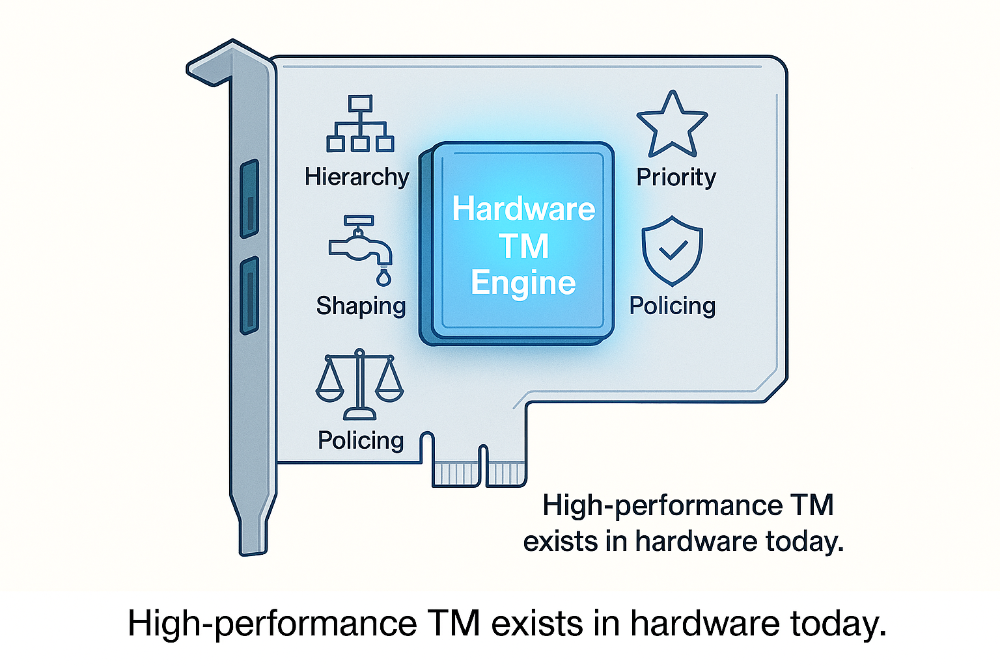 Hierarchy
Shaping
Policing
Hardware
TM
Engine
Priority
Policing
High-performance TM
exists in hardware today.
High-performance TM exists in hardware today.